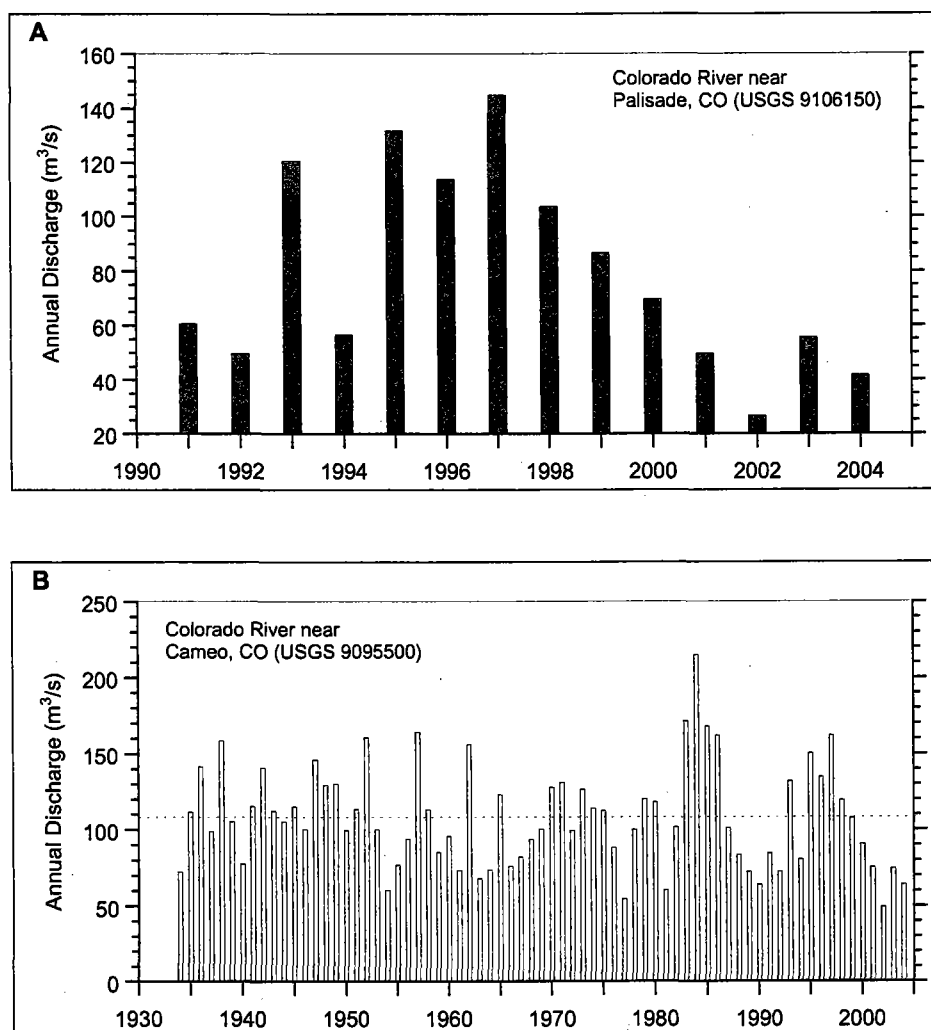 A
Annual Discharge (m³/s)
160
140
120
100
80
60
40
20
Colorado River near
Palisade, CO (USGS 9106150)
1990 1992 1994 1996 1998 2000 2002 2004
B
Annual Discharge (m³/s)
250
200
150
100
50
0
Colorado River near
Cameo, CO (USGS 9095500)
1930 1940 1950 1960 1970 1980 1990 2000